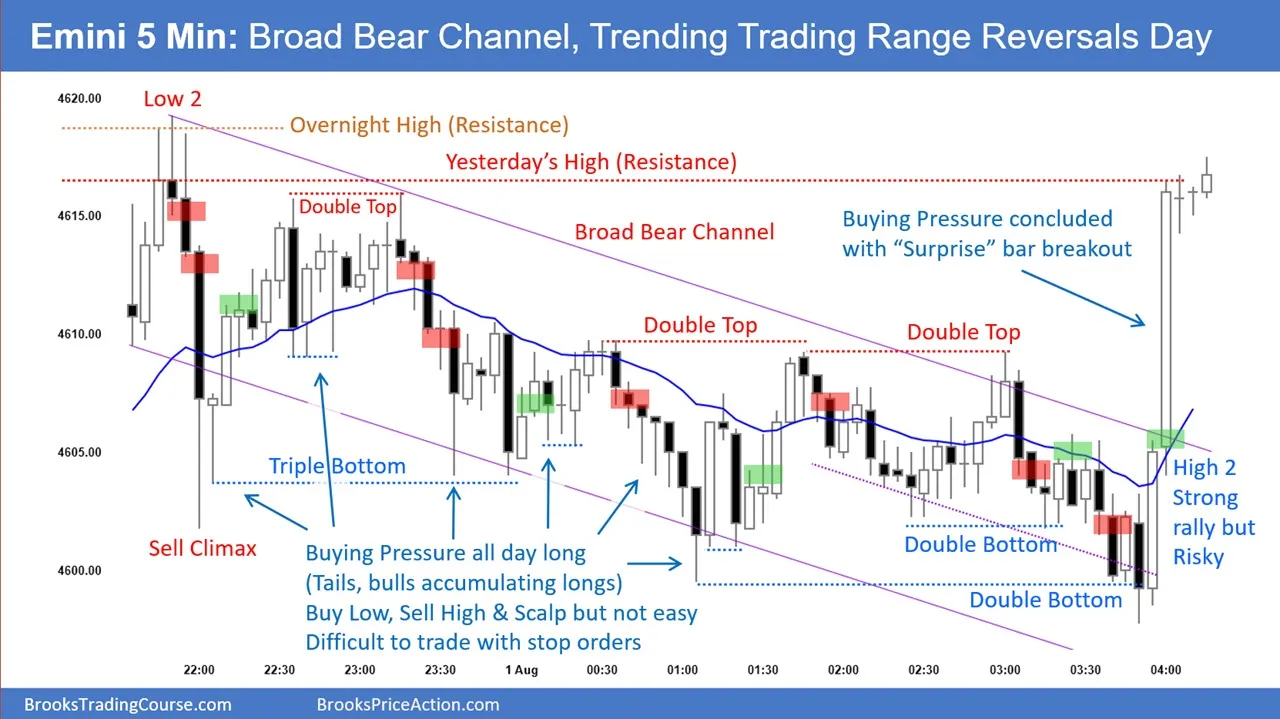 Emini 5 Min: Broad Bear Channel, Trending Trading Range Reversals Day
4620.00
4615.00
4610.00
4605.00
4600.00
Low 2
Overnight High (Resistance)
Yesterday's High (Resistance)
Double Top
Broad Bear Channel
Buying Pressure concluded
with “Surprise” bar breakout
Double Top
Double Top
Triple Bottom
Sell Climax
Buying Pressure all day long
(Tails, bulls accumulating longs)
Buy Low, Sell High & Scalp but not easy
Difficult to trade with stop orders
Double Bottom
Double Bottom
High 2
Strong
rally but
Risky
22:00 22:30 23:00 23:30 1 Aug 00:30 01:00 01:30 02:00 02:30 03:00 03:30 04:00
BrooksTradingCourse.com
BrooksPriceAction.com